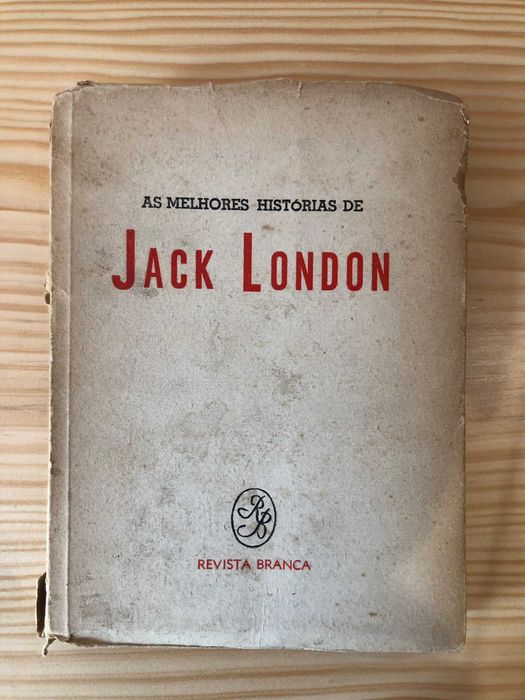 AS MELHORES HISTÓRIAS DE
JACK LONDON
RB
REVISTA BRANCA